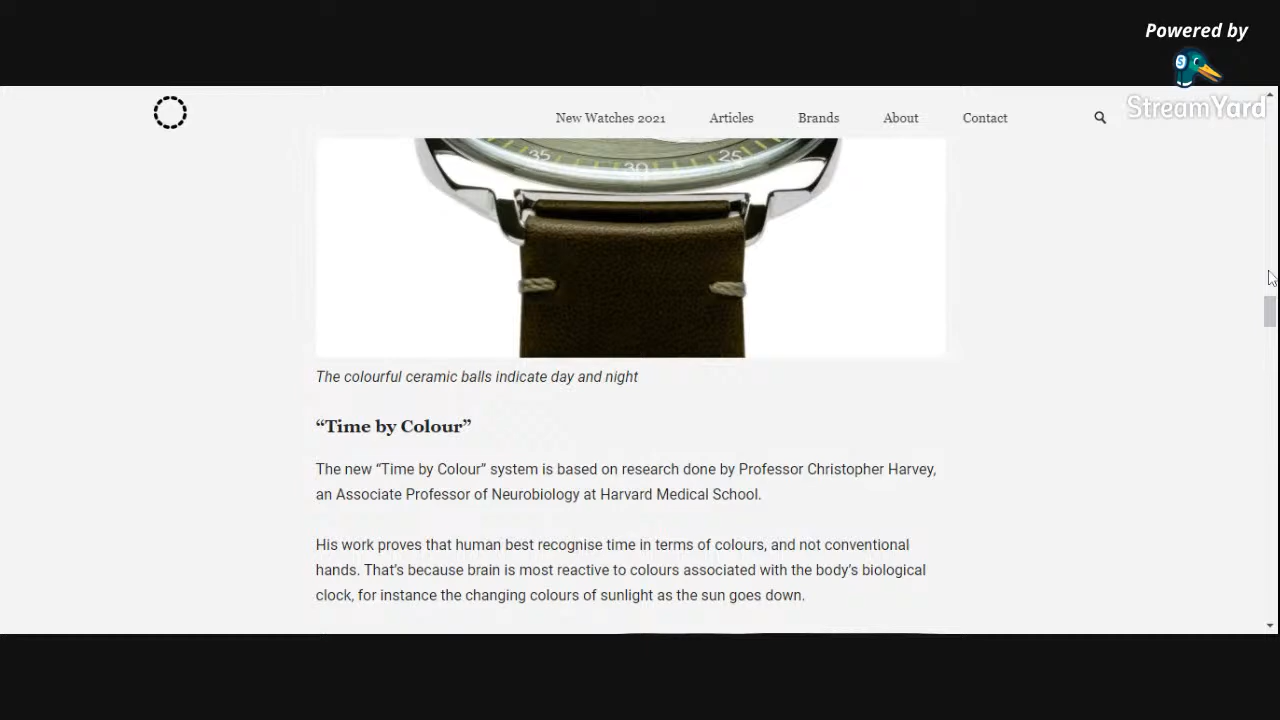 Powered by
StreamYard
New Watches 2021 Articles Brands About Contact
35 30 25
The colourful ceramic balls indicate day and night
“Time by Colour”
The new “Time by Colour” system is based on research done by Professor Christopher Harvey,
an Associate Professor of Neurobiology at Harvard Medical School.
His work proves that human best recognise time in terms of colours, and not conventional
hands. That’s because brain is most reactive to colours associated with the body’s biological
clock, for instance the changing colours of sunlight as the sun goes down.